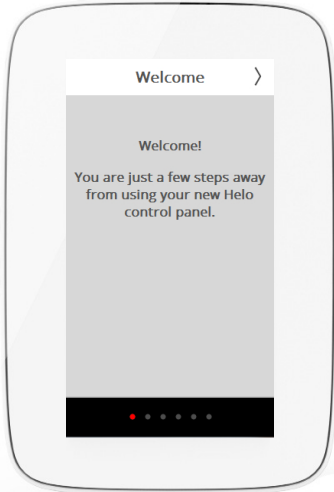 Welcome
Welcome!
You are just a few steps away
from using your new Helo
control panel.